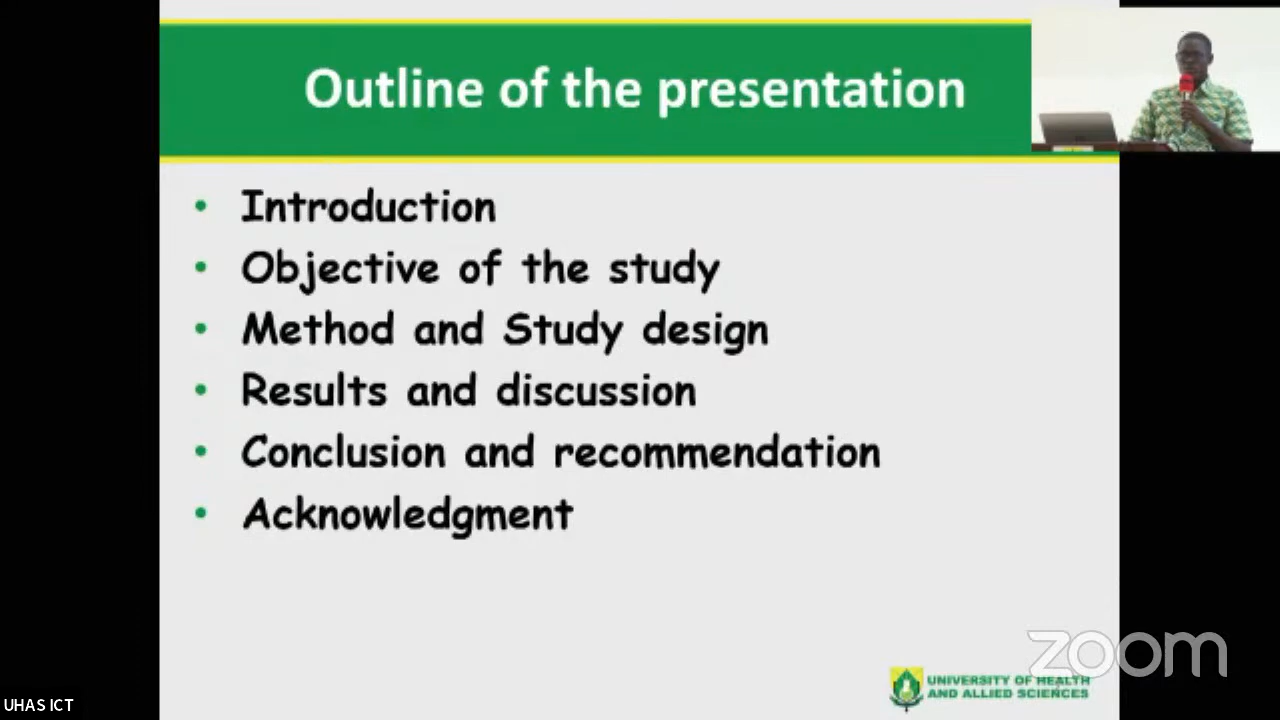 Outline of the presentation
• Introduction
• Objective of the study
• Method and Study design
• Results and discussion
• Conclusion and recommendation
• Acknowledgment
zoom
UNIVERSITY OF HEALTH
AND ALLIED SCIENCES
UHAS ICT